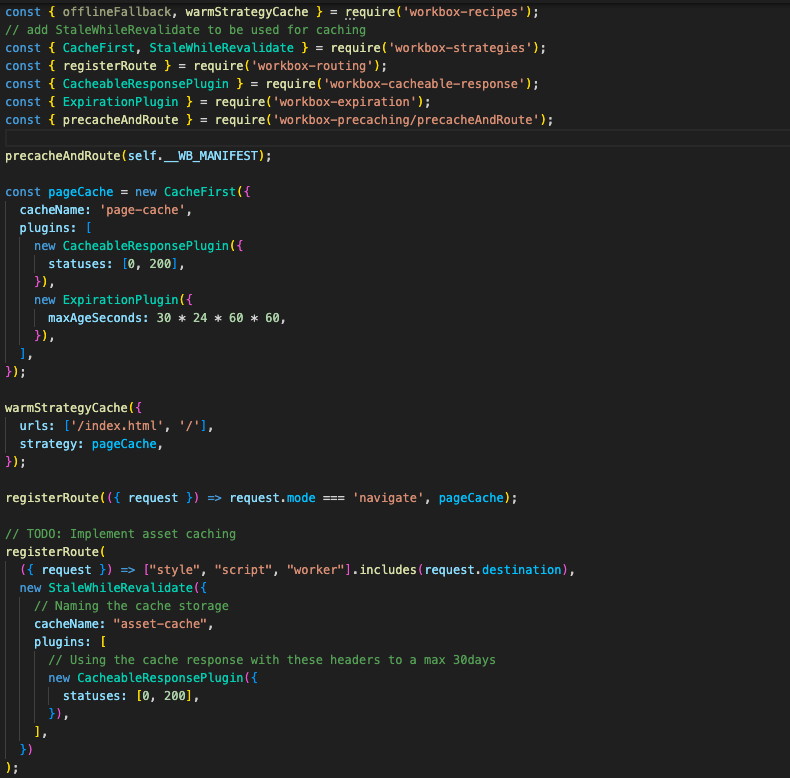 const { offlineFallback, warmStrategyCache } = require('workbox-recipes');
// add StaleWhileRevalidate to be used for caching
const { CacheFirst, StaleWhileRevalidate } = require('workbox-strategies');
const { registerRoute } = require('workbox-routing');
const { CacheableResponsePlugin } = require('workbox-cacheable-response');
const { ExpirationPlugin } = require('workbox-expiration');
const { precacheAndRoute } = require('workbox-precaching/precacheAndRoute');

precacheAndRoute(self.__WB_MANIFEST);

const pageCache = new CacheFirst({
  cacheName: 'page-cache',
  plugins: [
    new CacheableResponsePlugin({
      statuses: [0, 200],
    }),
    new ExpirationPlugin({
      maxAgeSeconds: 30 * 24 * 60 * 60,
    }),
  ],
});

warmStrategyCache({
  urls: ['/index.html', '/'],
  strategy: pageCache,
});

registerRoute(({ request }) => request.mode === 'navigate', pageCache);

// TODO: Implement asset caching
registerRoute(
  ({ request }) => ["style", "script", "worker"].includes(request.destination),
  new StaleWhileRevalidate({
    // Naming the cache storage
    cacheName: "asset-cache",
    plugins: [
      // Using the cache response with these headers to a max 30days
      new CacheableResponsePlugin({
        statuses: [0, 200],
      }),
    ],
  })
);